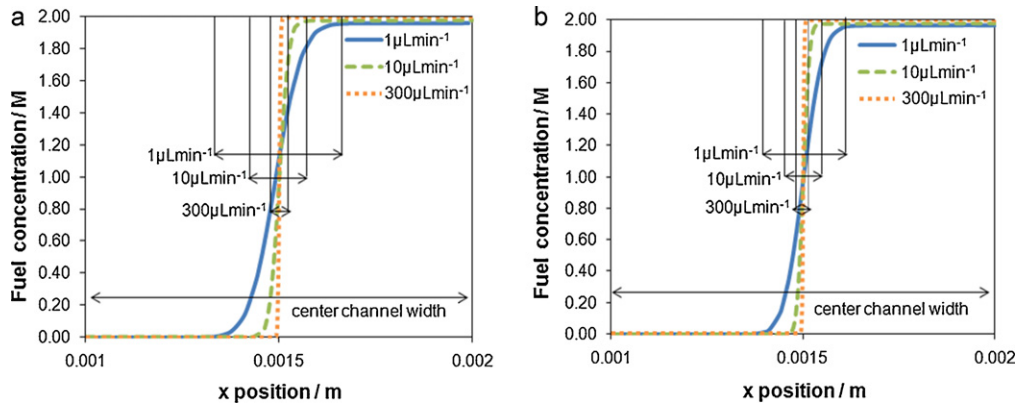 a
Fuel concentration / M
2.00
1.80
1.60
1.40
1.20
1.00
0.80
0.60
0.40
0.20
0.00
1µLmin-1
10µLmin-1
300µLmin-1
1µLmin-1
10µLmin-1
300µLmin-1
center channel width
0.001
0.0015
0.002
x position / m
b
Fuel concentration / M
2.00
1.80
1.60
1.40
1.20
1.00
0.80
0.60
0.40
0.20
0.00
1µLmin-1
10µLmin-1
300µLmin-1
1µLmin-1
10µLmin-1
300µLmin-1
center channel width
0.001
0.0015
0.002
x position / m